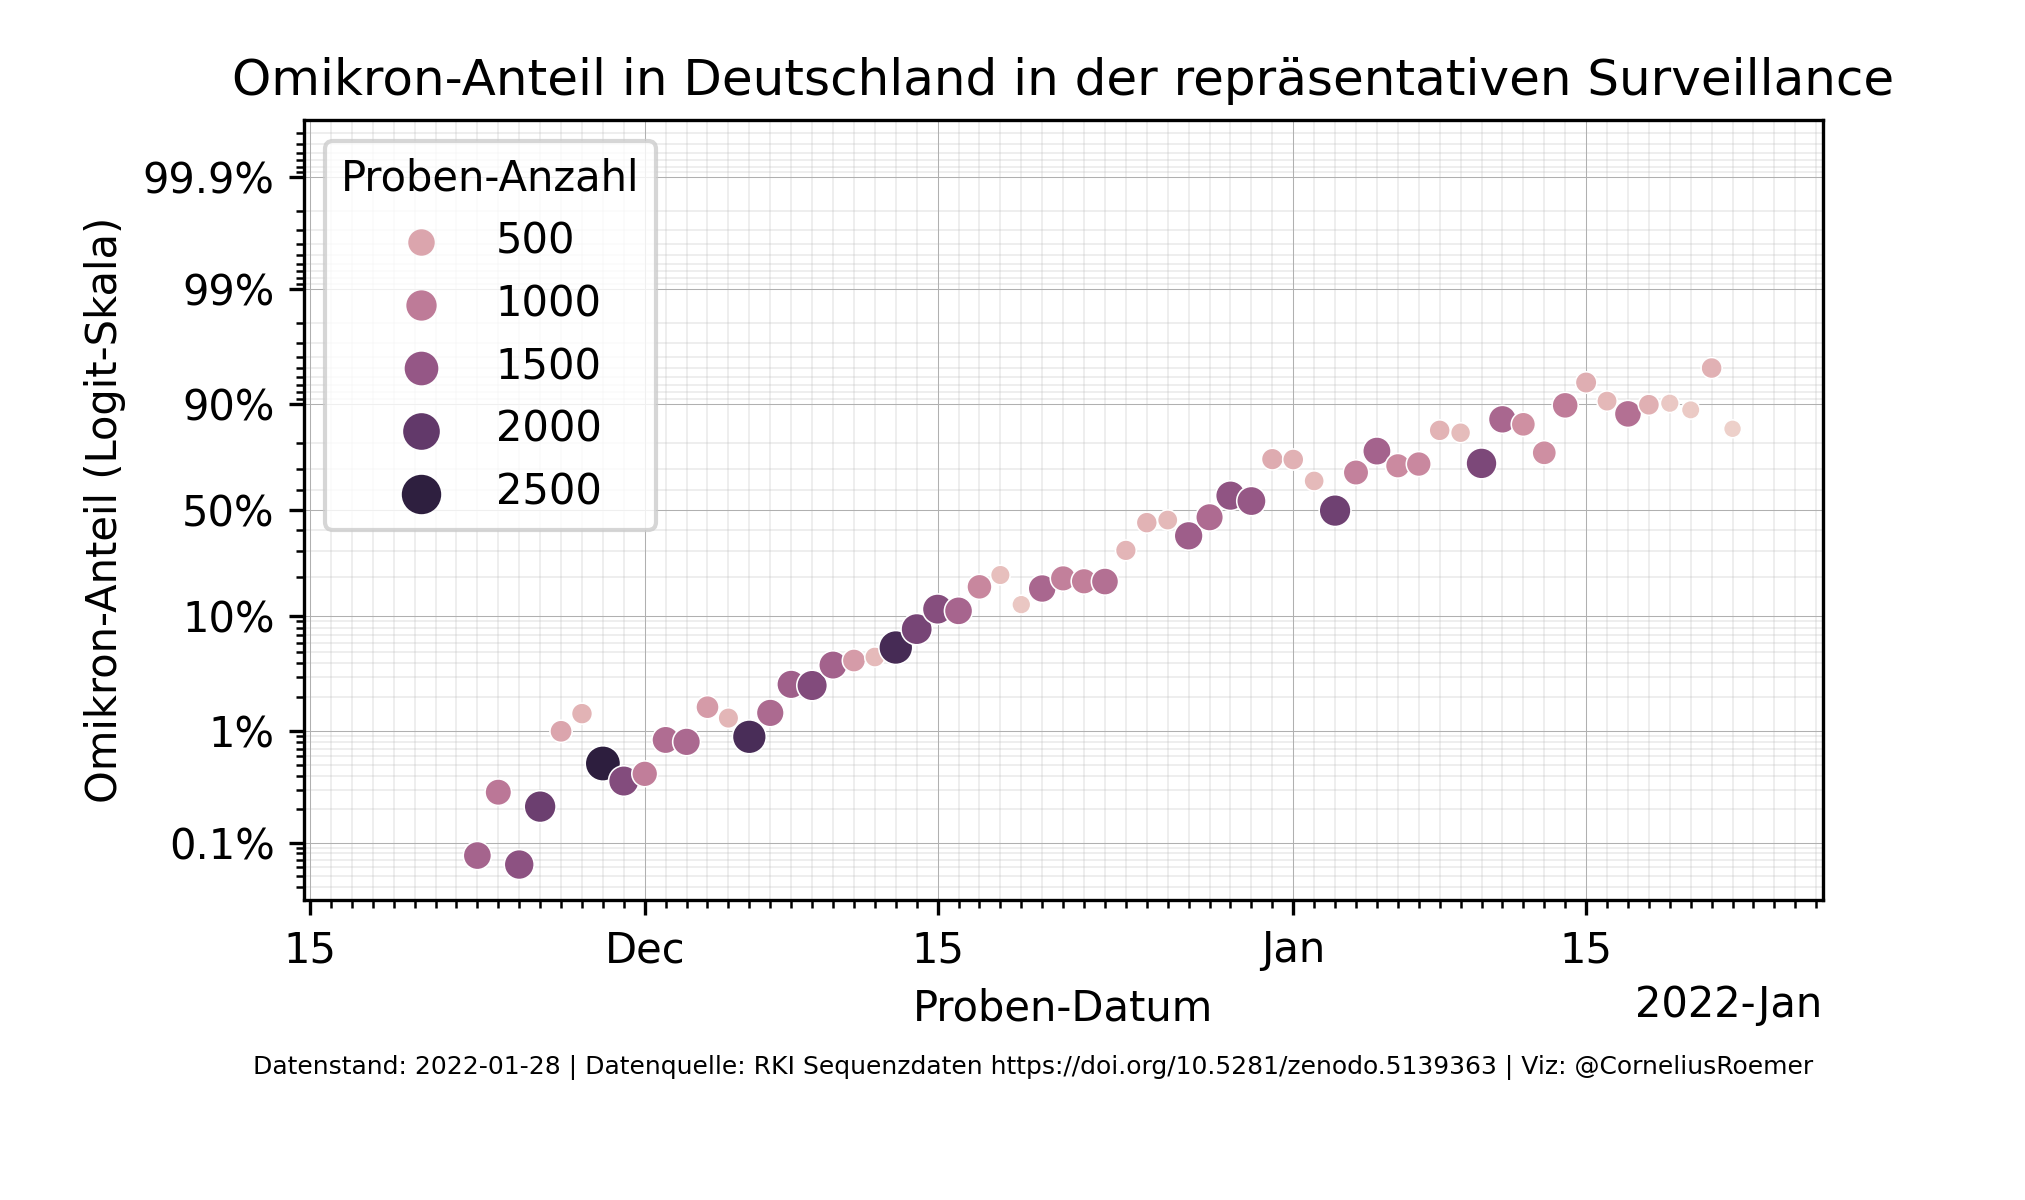 Omikron-Anteil in Deutschland in der repräsentativen Surveillance
Omikron-Anteil (Logit-Skala)
99.9%
99%
90%
50%
10%
1%
0.1%
Proben-Anzahl
500
1000
1500
2000
2500
15 Dec 15 Jan 15
Proben-Datum
2022-Jan
Datenstand: 2022-01-28 | Datenquelle: RKI Sequenzdaten https://doi.org/10.5281/zenodo.5139363 | Viz: @CorneliusRoemer